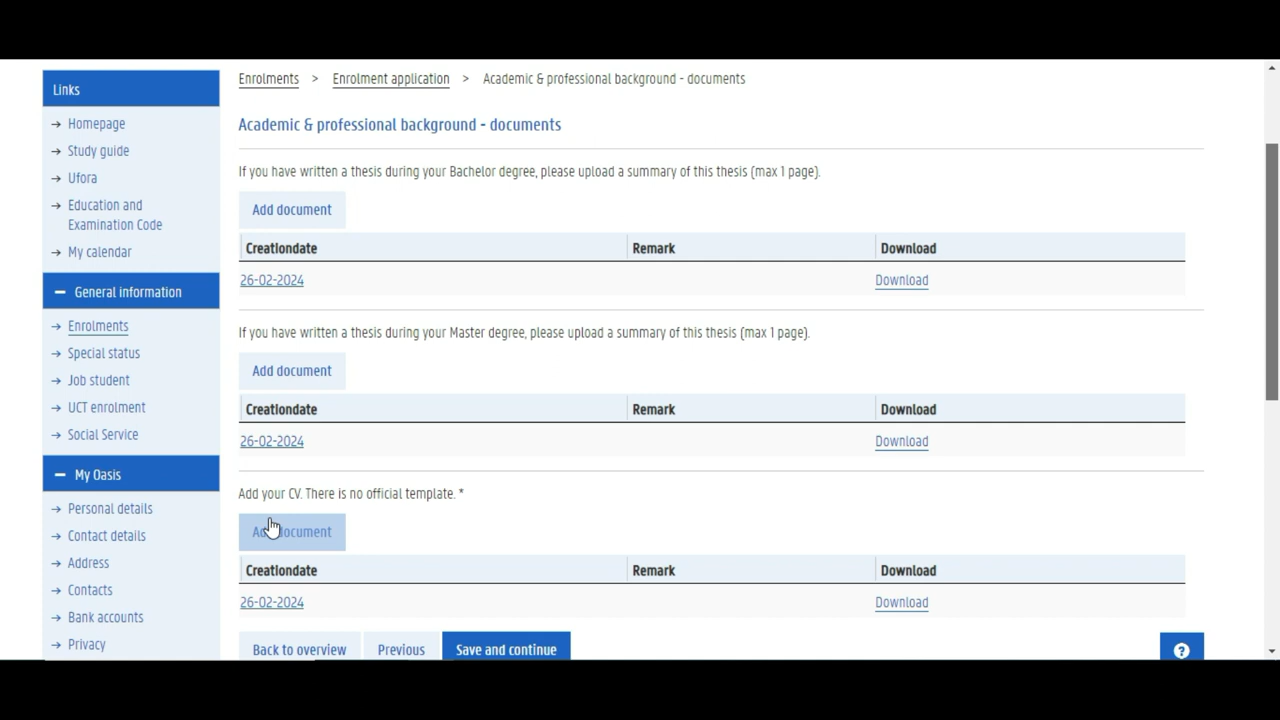 Links
→ Homepage
→ Study guide
→ Ufora
→ Education and
Examination Code
→ My calendar
General information
→ Enrolments
→ Special status
→ Job student
→ UCT enrolment
→ Social Service
My Oasis
→ Personal details
→ Contact details
→ Address
→ Contacts
→ Bank accounts
→ Privacy
Enrolments > Enrolment application > Academic & professional background - documents
Academic & professional background - documents
If you have written a thesis during your Bachelor degree, please upload a summary of this thesis (max 1 page).
Add document
Creationdate Remark Download
26-02-2024 Download
If you have written a thesis during your Master degree, please upload a summary of this thesis (max 1 page).
Add document
Creationdate Remark Download
26-02-2024 Download
Add your CV. There is no official template. *
Add document
Creationdate Remark Download
26-02-2024 Download
Back to overview Previous Save and continue ?